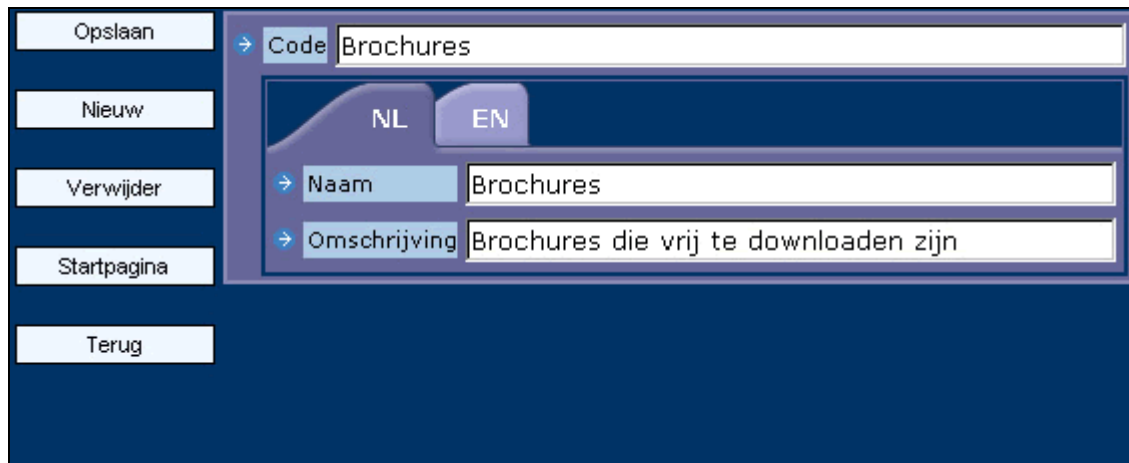 Opslaan
Nieuw
Verwijder
Startpagina
Terug
Code Brochures
NL EN
Naam Brochures
Omschrijving Brochures die vrij te downloaden zijn